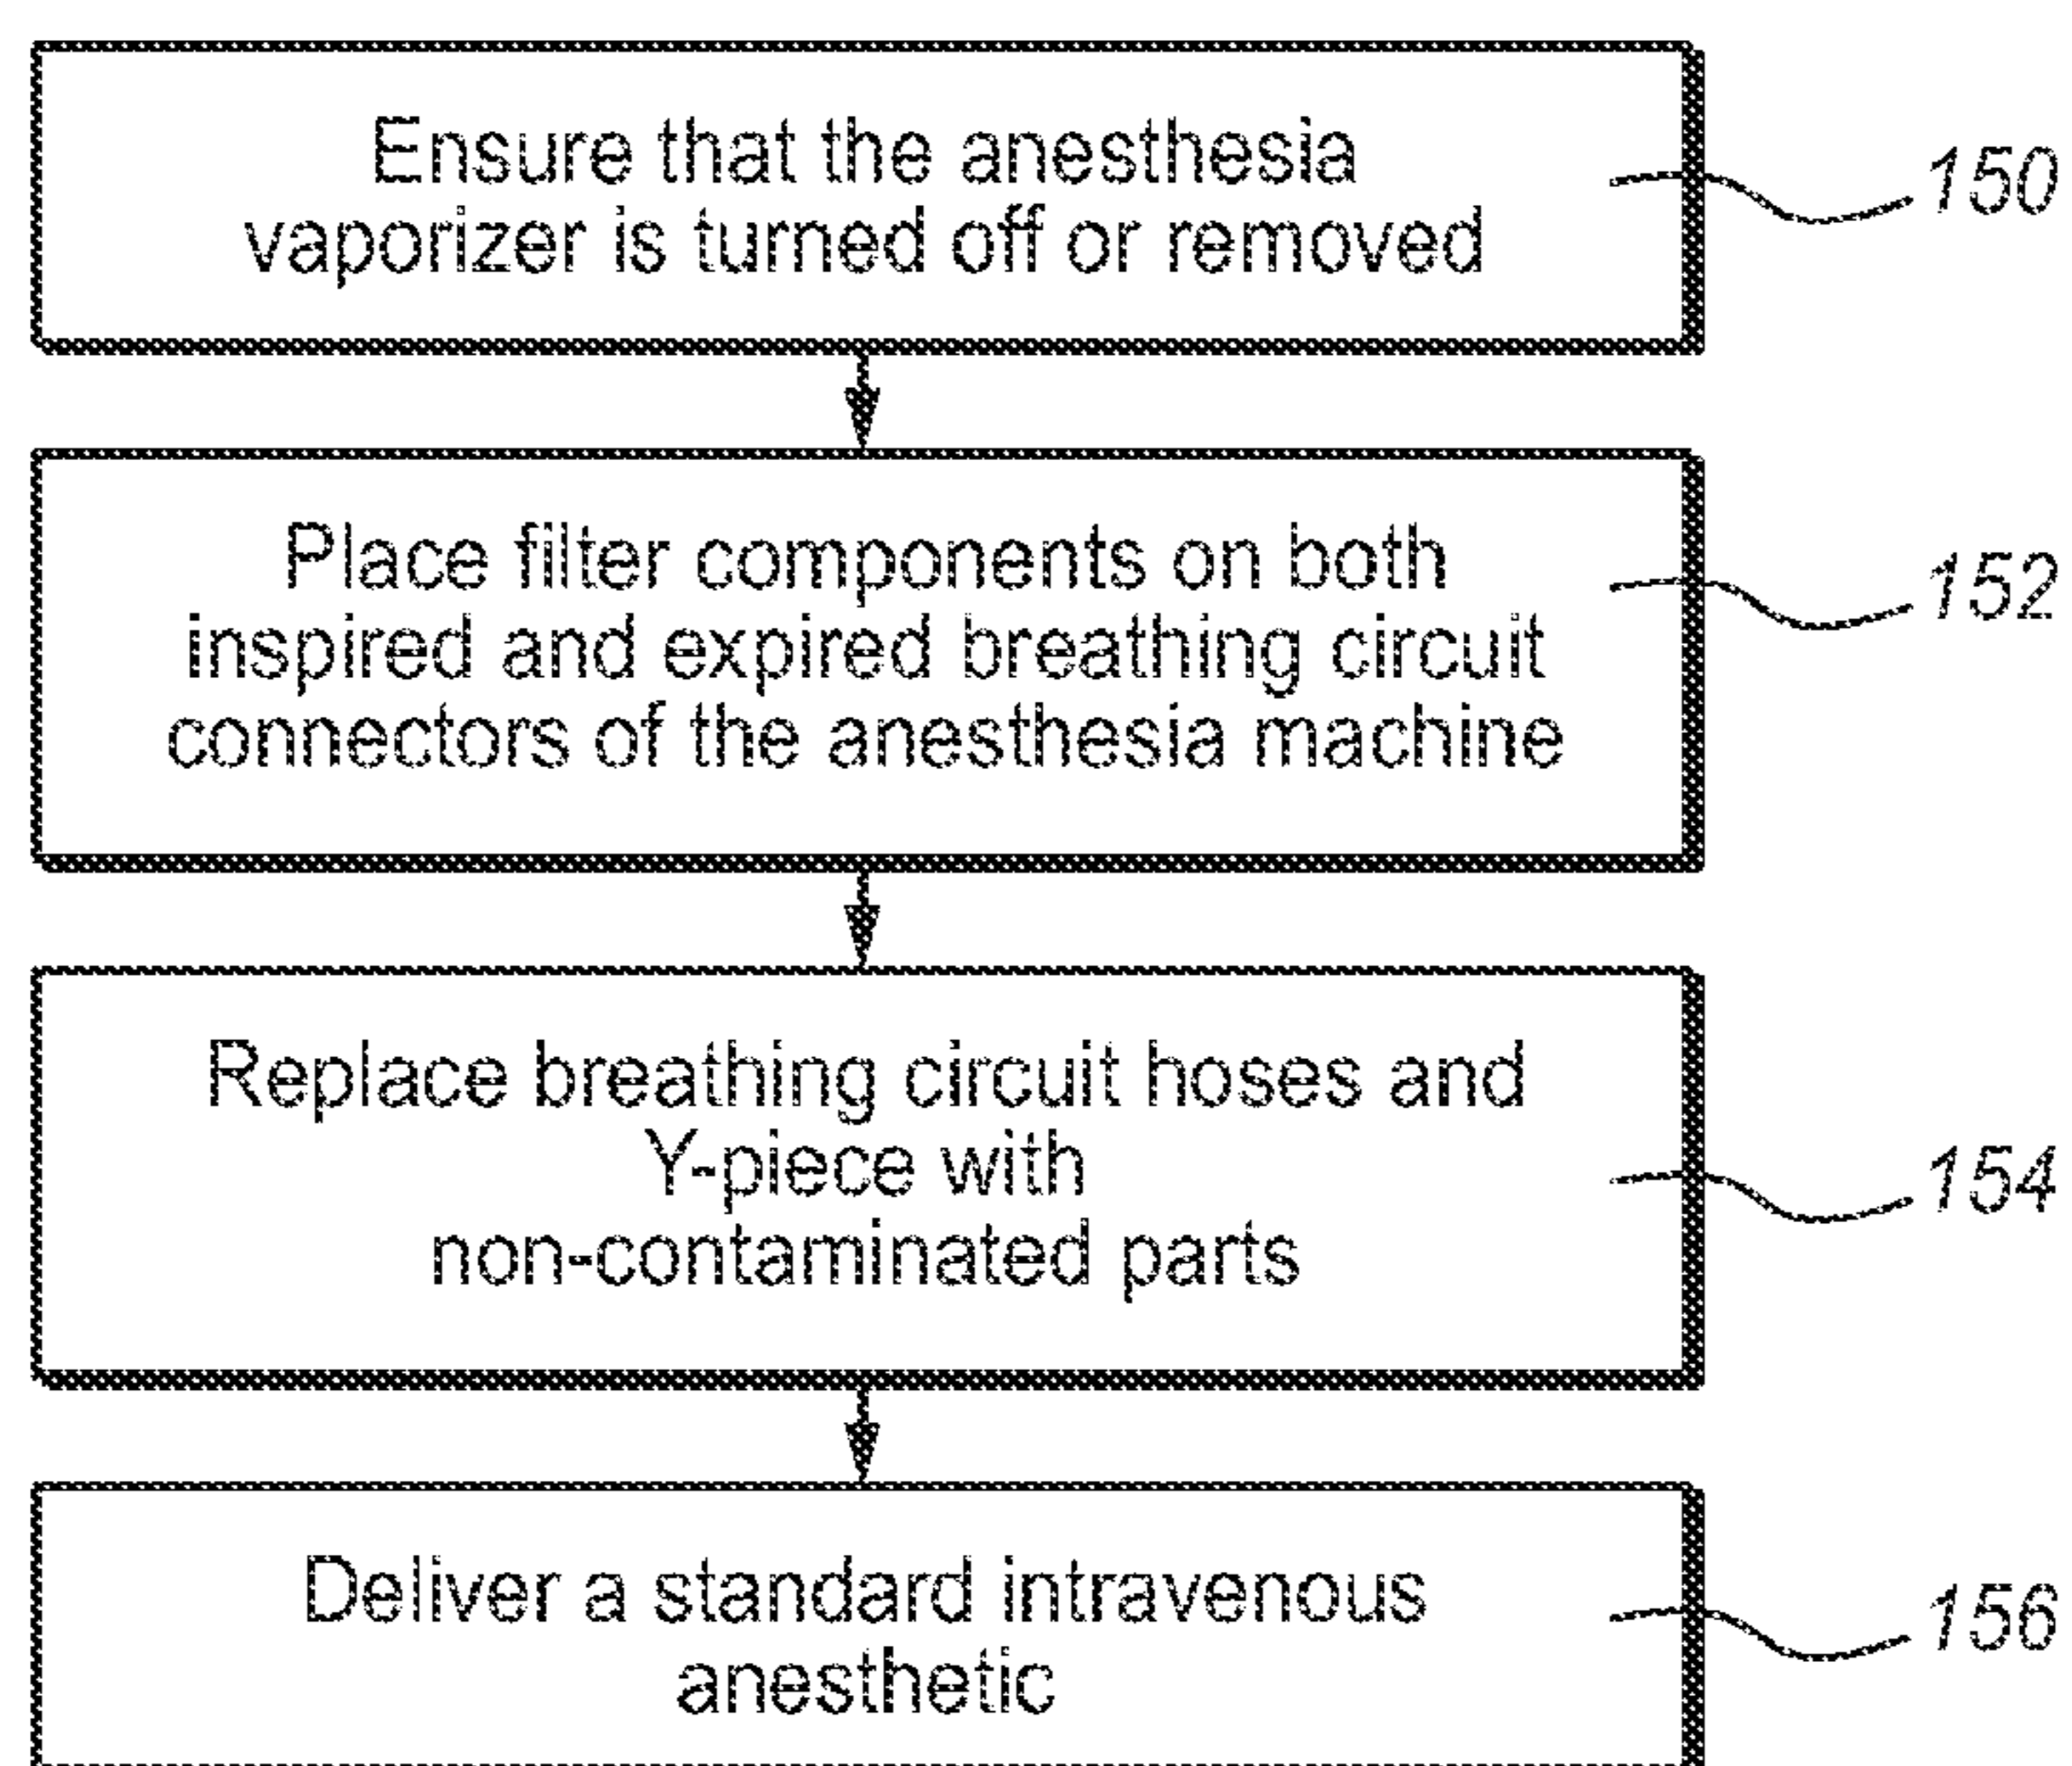 Ensure that the anesthesia
vaporizer is turned off or removed
150
Place filter components on both
inspired and expired breathing circuit
connectors of the anesthesia machine
152
Replace breathing circuit hoses and
Y-piece with
non-contaminated parts
154
Deliver a standard intravenous
anesthetic
156